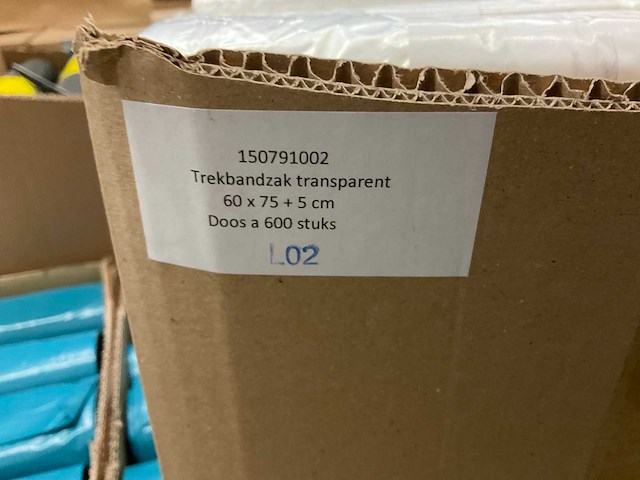 150791002
Trekbandzak transparent
60 x 75 + 5 cm
Doos a 600 stuks
L02